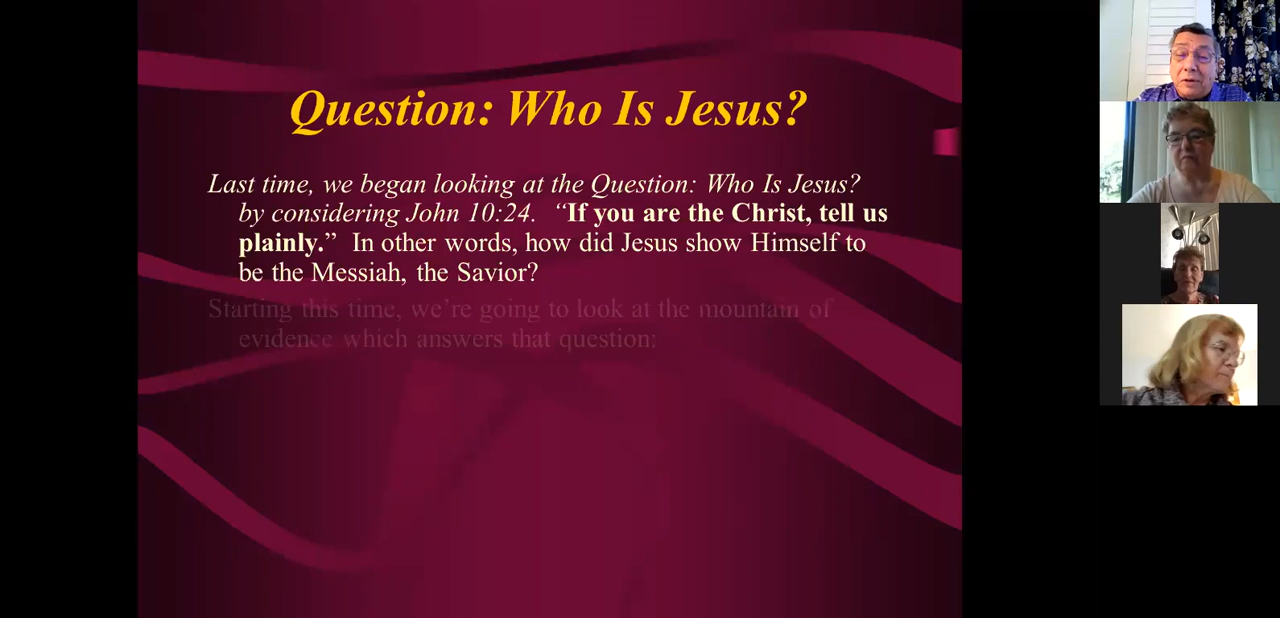 Question: Who Is Jesus?
Last time, we began looking at the Question: Who Is Jesus?
by considering John 10:24. “If you are the Christ, tell us
plainly.” In other words, how did Jesus show Himself to
be the Messiah, the Savior?
Starting this time, we’re going to look at the mountain of
evidence which answers that question: